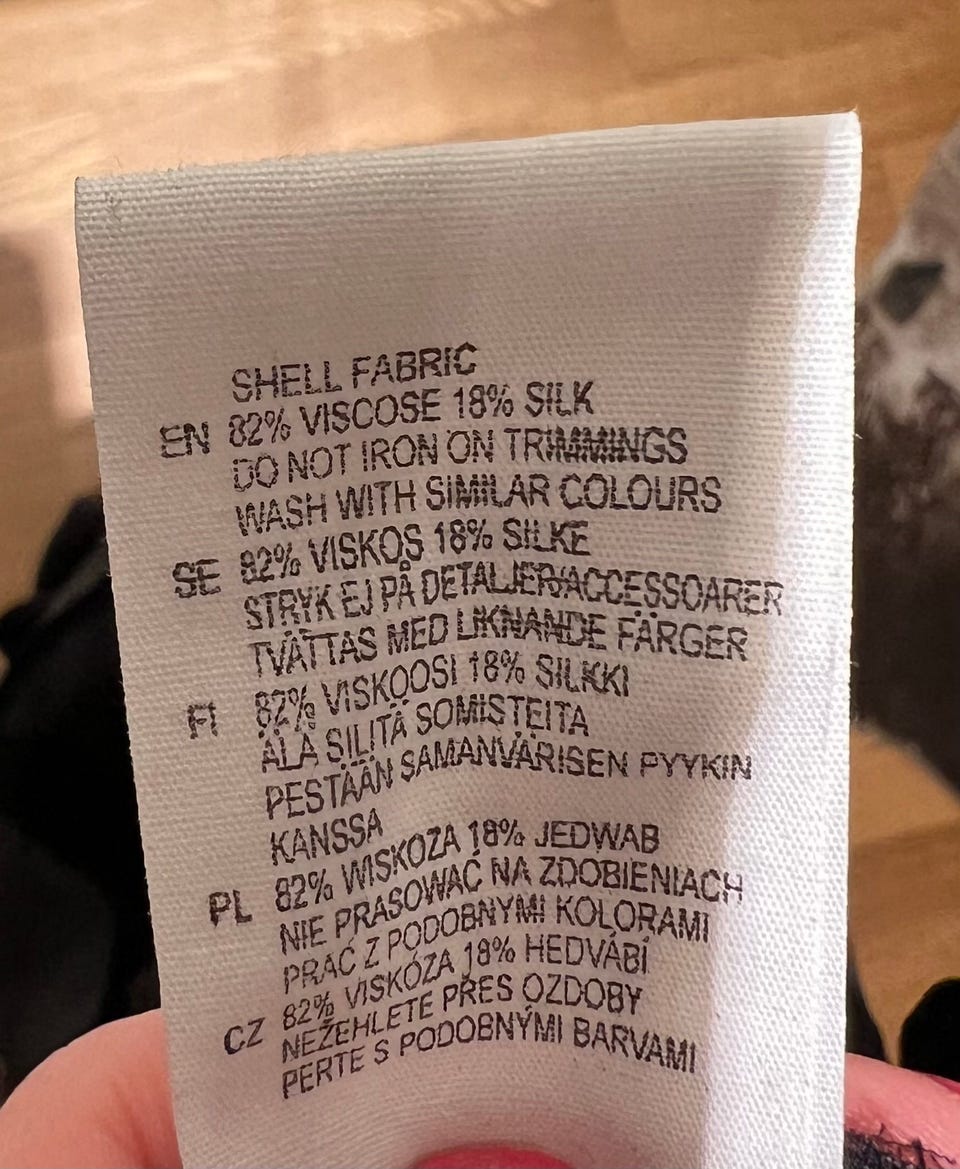 SHELL FABRIC
EN 82% VISCOSE 18% SILK
DO NOT IRON ON TRIMMINGS
WASH WITH SIMILAR COLOURS
SE 82% VISKOS 18% SILKE
STRYK EJ PÅ DETALJER/ACCESSOARER
TVÄTTAS MED LIKNANDE FÄRGER
FI 82% VISKOOSI 18% SILKKI
ÄLÄ SILITÄ SOMISTEITA
PESTÄÄN SAMANVÄRISEN PYYKIN
KANSSA
PL 82% WISKOZA 18% JEDWAB
NIE PRASOWAĆ NA ZDOBIENIACH
PRAĆ Z PODOBNYMI KOLORAMI
CZ 82% VISKÓZA 18% HEDVÁBÍ
NEŽEHLETE PŘES OZDOBY
PERTE S PODOBNÝMI BARVAMI